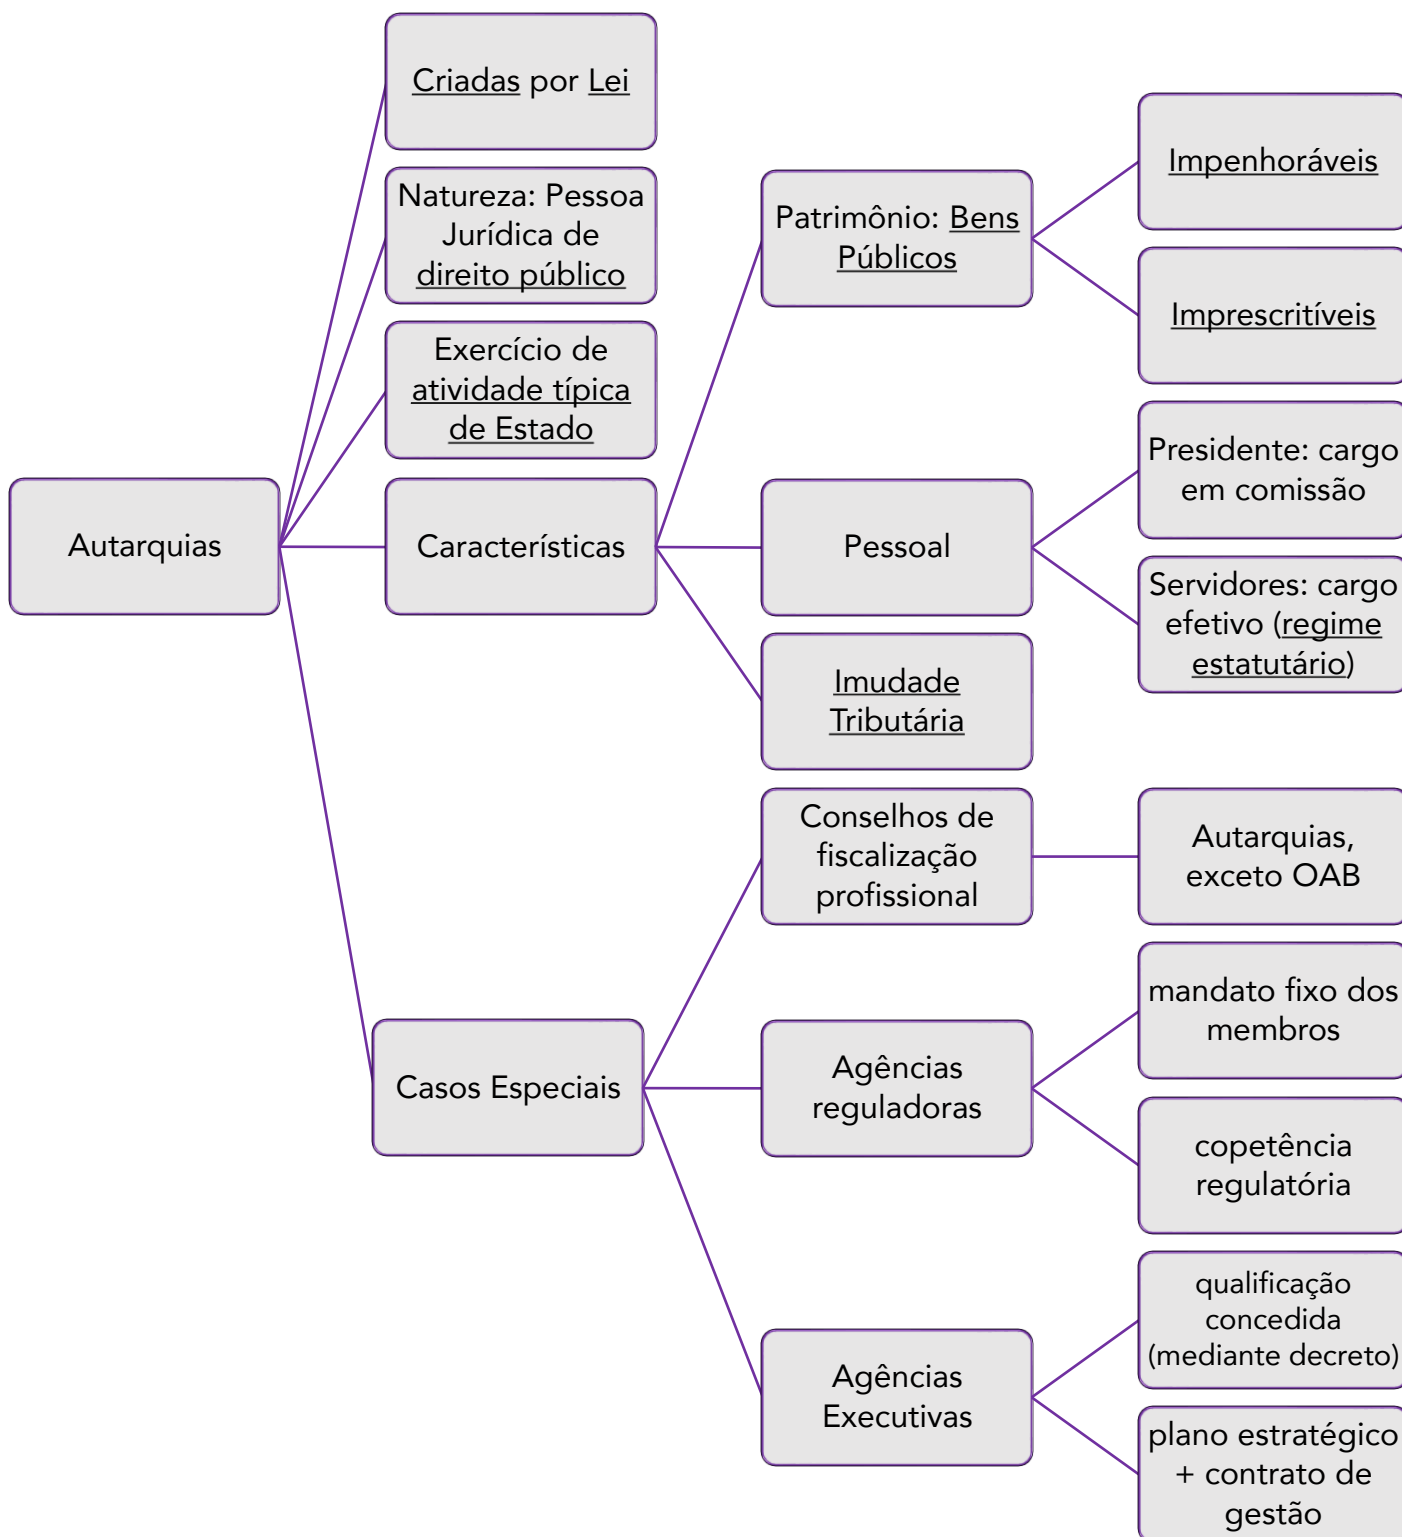 Autarquias
Criadas por Lei
Natureza: Pessoa
Jurídica de
direito público
Exercício de
atividade típica
de Estado
Características
Patrimônio: Bens
Públicos
Impenhoráveis
Imprescritíveis
Pessoal
Presidente: cargo
em comissão
Servidores: cargo
efetivo (regime
estatutário)
Imudade
Tributária
Casos Especiais
Conselhos de
fiscalização
profissional
Autarquias,
exceto OAB
Agências
reguladoras
mandato fixo dos
membros
copetência
regulatória
Agências
Executivas
qualificação
concedida
(mediante decreto)
plano estratégico
+ contrato de
gestão